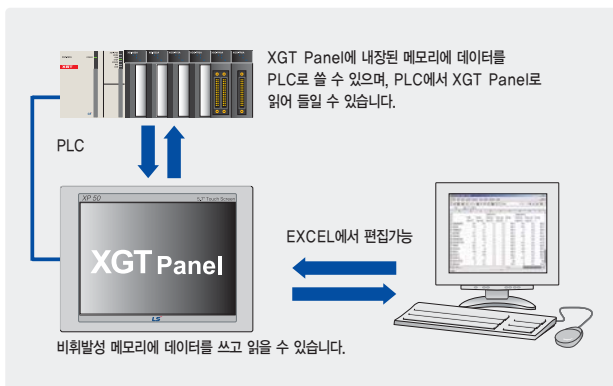 XGT Panel에 내장된 메모리에 데이터를
PLC로 쓸 수 있으며, PLC에서 XGT Panel로
읽어 들일 수 있습니다.
XGT
PLC
XP 50
XGT Touch Screen
XGT Panel
LS
EXCEL에서 편집가능
비휘발성 메모리에 데이터를 쓰고 읽을 수 있습니다.